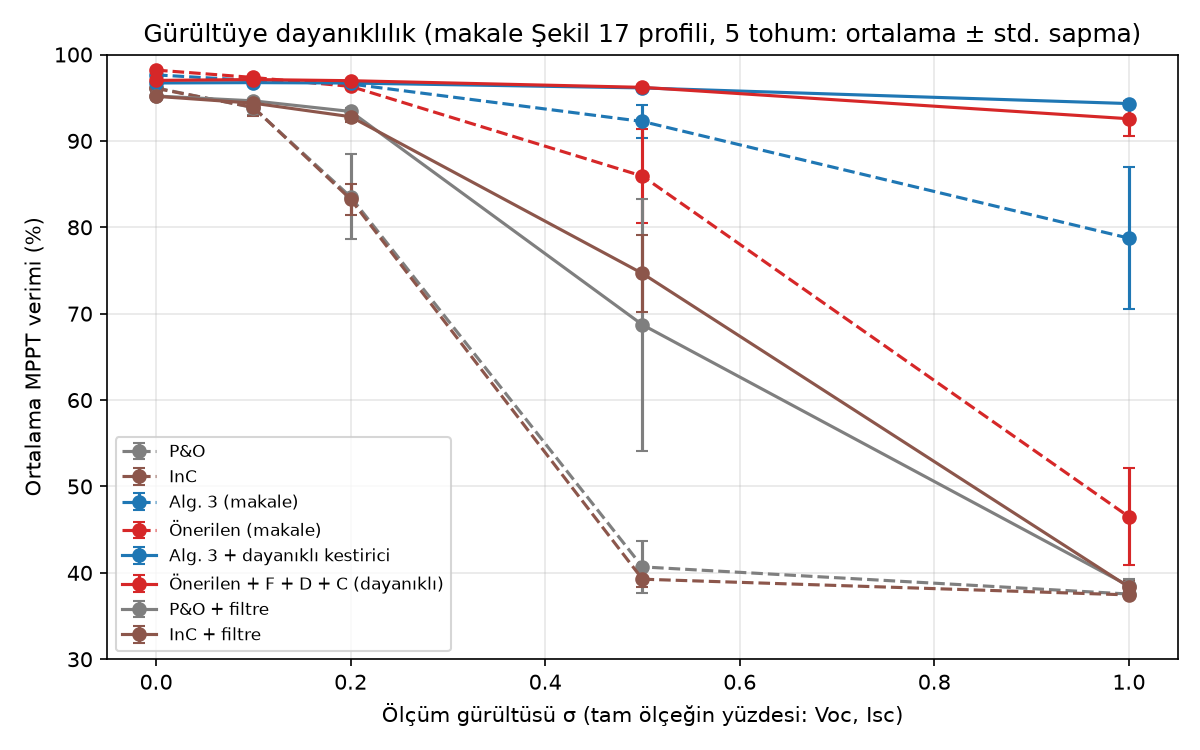 Gürültüye dayanıklılık (makale Şekil 17 profili, 5 tohum: ortalama ± std. sapma)
Ortalama MPPT verimi (%)
100
90
80
70
60
50
40
30
P&O
InC
Alg. 3 (makale)
Önerilen (makale)
Alg. 3 + dayanıklı kestirici
Önerilen + F + D + C (dayanıklı)
P&O + filtre
InC + filtre
0.0 0.2 0.4 0.6 0.8 1.0
Ölçüm gürültüsü σ (tam ölçeğin yüzdesi: Voc, Isc)